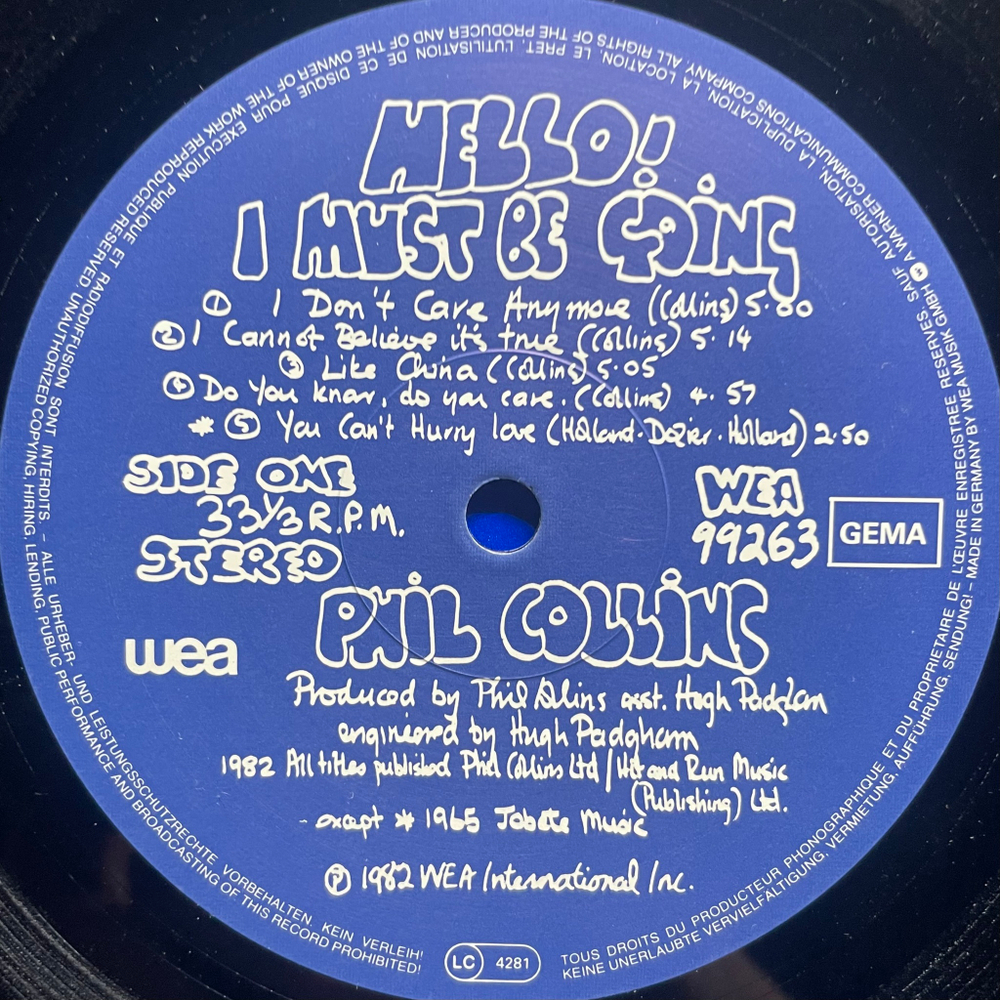 HELLO!
I MUST BE GOING
① I Don't Care Anymore (Collins) 5·00
② I Cannot Believe it's true (Collins) 5·14
③ Like China (Collins) 5·05
④ Do You know, do you care. (Collins) 4·57
* ⑤ You Can't Hurry love (Holland·Dozier·Holland) 2·50
SIDE ONE
33⅓ R.P.M.
STEREO
WEA
99263
GEMA
PHIL COLLINS
wea
Produced by Phil Collins asst. Hugh Padgham
engineered by Hugh Padgham
1982 All titles published Phil Collins Ltd / Hit and Run Music
(Publishing) Ltd.
- except * 1965 Jobete Music
Ⓟ 1982 WEA International Inc.
LC 4281
TOUS DROITS DU PRODUCTEUR PHONOGRAPHIQUE ET DU PROPRIETAIRE DE L'ŒUVRE ENREGISTREE RESERVES SAUF AUTORISATION, LA DUPLICATION, LA LOCATION, LE PRET, L'UTILISATION DE CE DISQUE POUR EXECUTION PUBLIQUE ET RADIODIFFUSION SONT INTERDITS. – ALLE URHEBER- UND LEISTUNGSSCHUTZRECHTE VORBEHALTEN. KEIN VERLEIH!
KEINE UNERLAUBTE VERVIELFÄLTIGUNG, VERMIETUNG, AUFFÜHRUNG, SENDUNG! – MADE IN GERMANY BY WEA MUSIK GMBH A WARNER COMMUNICATIONS COMPANY. ALL RIGHTS OF THE PRODUCER AND OF THE OWNER OF THE WORK REPRODUCED RESERVED. UNAUTHORIZED COPYING, HIRING, LENDING, PUBLIC PERFORMANCE AND BROADCASTING OF THIS RECORD PROHIBITED!